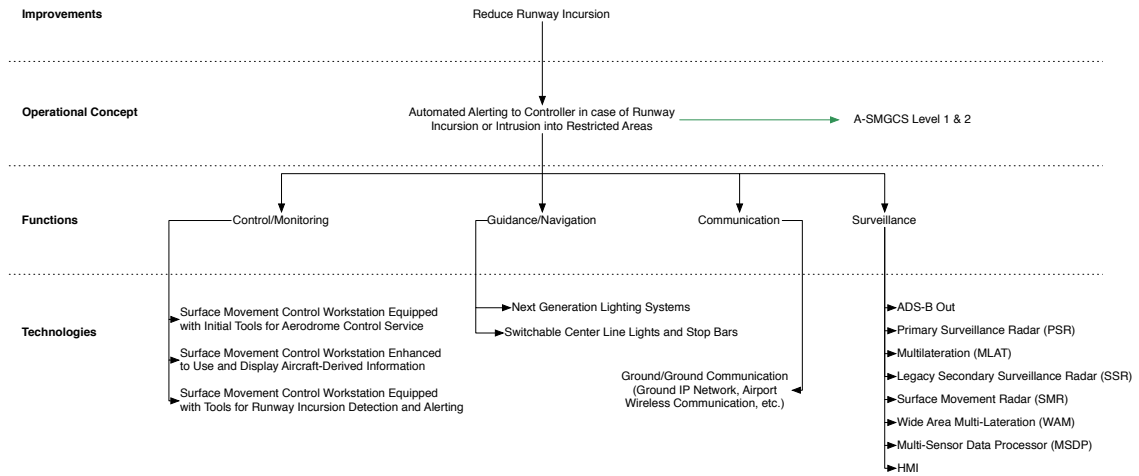 Improvements
Reduce Runway Incursion
Operational Concept
Automated Alerting to Controller in case of Runway
Incursion or Intrusion into Restricted Areas
A-SMGCS Level 1 & 2
Functions
Control/Monitoring
Guidance/Navigation
Communication
Surveillance
Technologies
Surface Movement Control Workstation Equipped
with Initial Tools for Aerodrome Control Service
Surface Movement Control Workstation Enhanced
to Use and Display Aircraft-Derived Information
Surface Movement Control Workstation Equipped
with Tools for Runway Incursion Detection and Alerting
Next Generation Lighting Systems
Switchable Center Line Lights and Stop Bars
Ground/Ground Communication
(Ground IP Network, Airport
Wireless Communication, etc.)
ADS-B Out
Primary Surveillance Radar (PSR)
Multilateration (MLAT)
Legacy Secondary Surveillance Radar (SSR)
Surface Movement Radar (SMR)
Wide Area Multi-Lateration (WAM)
Multi-Sensor Data Processor (MSDP)
HMI